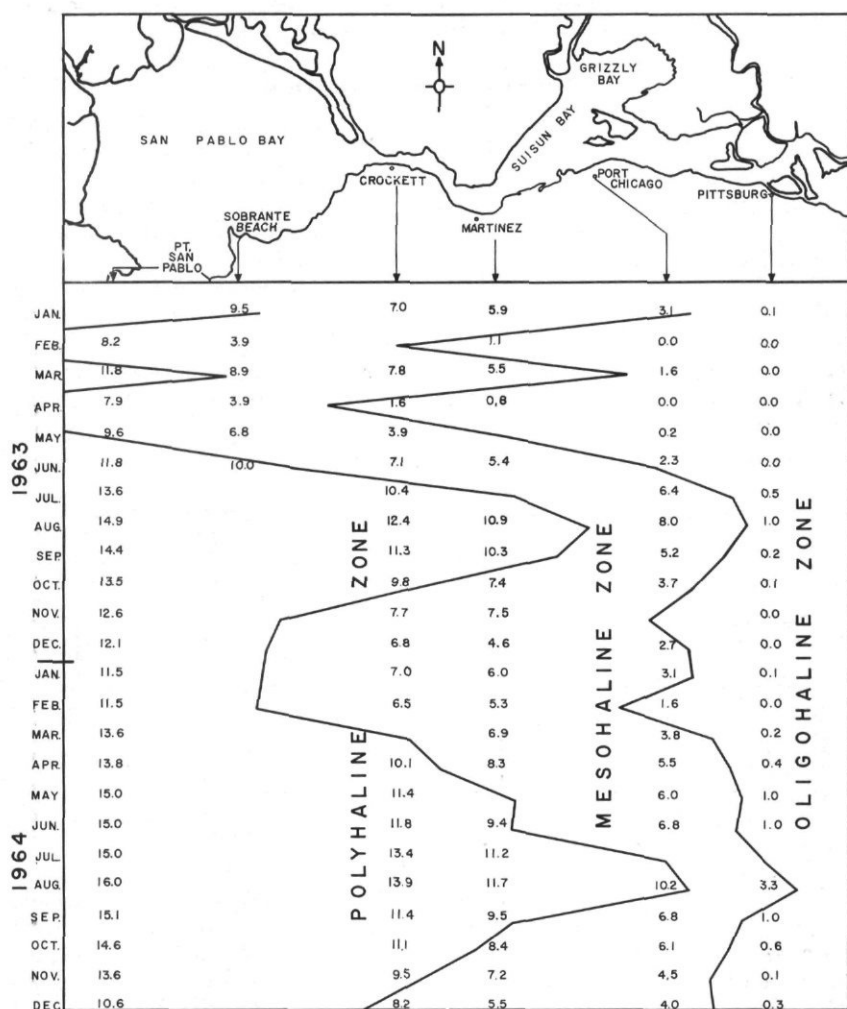 N
GRIZZLY
BAY
SAN PABLO BAY
SUISUN BAY
CROCKETT
PORT
CHICAGO
PITTSBURG
SOBRANTE
BEACH
MARTINEZ
PT.
SAN
PABLO
JAN. 9.5 7.0 5.9 3.1 0.1
FEB. 8.2 3.9 1.1 0.0 0.0
MAR. 11.8 8.9 7.8 5.5 1.6 0.0
APR. 7.9 3.9 1.6 0.8 0.0 0.0
MAY 9.6 6.8 3.9 0.2 0.0
JUN. 11.8 10.0 7.1 5.4 2.3 0.0
JUL. 13.6 10.4 6.4 0.5
AUG. 14.9 12.4 10.9 8.0 1.0
SEP 14.4 11.3 10.3 5.2 0.2
OCT. 13.5 9.8 7.4 3.7 0.1
NOV. 12.6 7.7 7.5 0.0
DEC. 12.1 6.8 4.6 2.7 0.0
JAN. 11.5 7.0 6.0 3.1 0.1
FEB. 11.5 6.5 5.3 1.6 0.0
MAR. 13.6 6.9 3.8 0.2
APR. 13.8 10.1 8.3 5.5 0.4
MAY 15.0 11.4 6.0 1.0
JUN. 15.0 11.8 9.4 6.8 1.0
JUL. 15.0 13.4 11.2
AUG. 16.0 13.9 11.7 10.2 3.3
SEP. 15.1 11.4 9.5 6.8 1.0
OCT. 14.6 11.1 8.4 6.1 0.6
NOV. 13.6 9.5 7.2 4.5 0.1
DEC 10.6 8.2 5.5 4.0 0.3
1963
1964
POLYHALINE ZONE
MESOHALINE ZONE
OLIGOHALINE ZONE